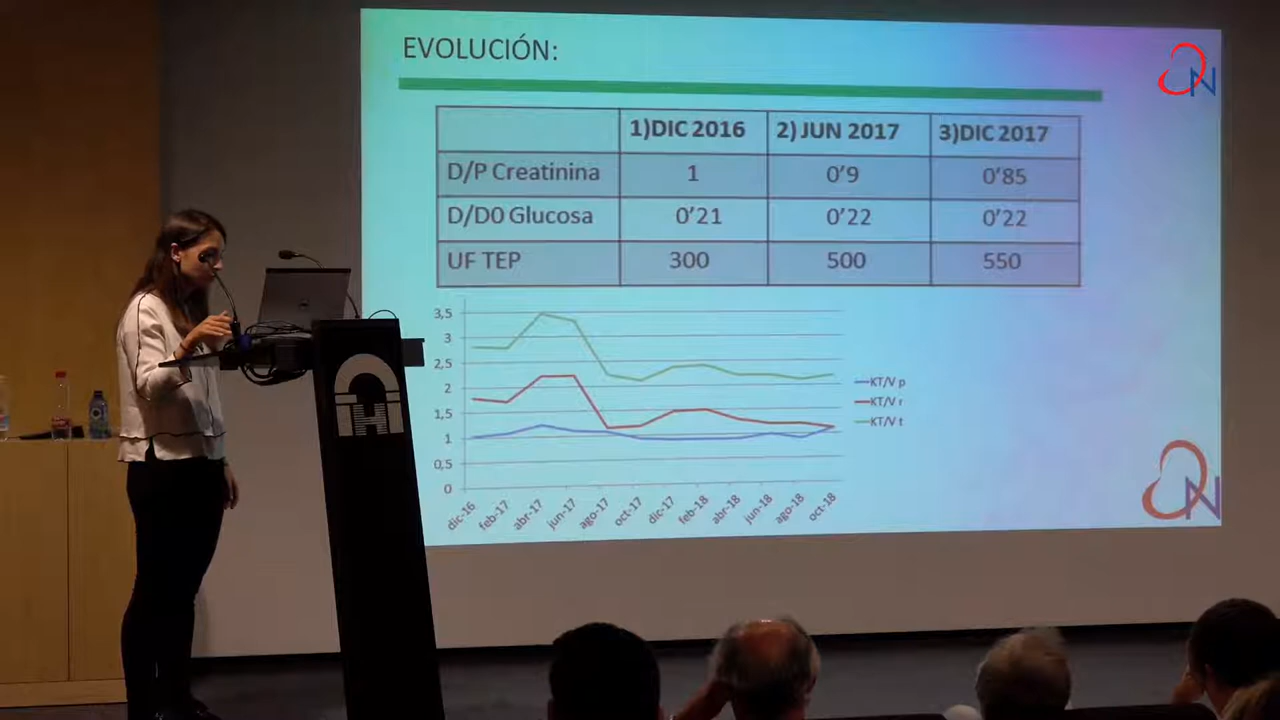 EVOLUCIÓN:
1)DIC 2016 2) JUN 2017 3)DIC 2017
D/P Creatinina 1 0'9 0'85
D/D0 Glucosa 0'21 0'22 0'22
UF TEP 300 500 550
3,5
3
2,5
2
1,5
1
0,5
0
dic-16 feb-17 abr-17 jun-17 ago-17 oct-17 dic-17 feb-18 abr-18 jun-18 ago-18 oct-18
KT/V p
KT/V r
KT/V t
N
N
H